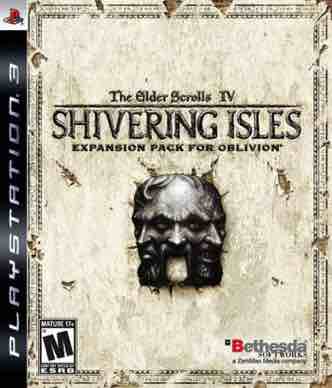 PLAYSTATION 3
The Elder Scrolls IV
SHIVERING ISLES
EXPANSION PACK FOR OBLIVION®
MATURE 17+
M
ESRB
Bethesda
SOFTWORKS
a ZeniMax Media company